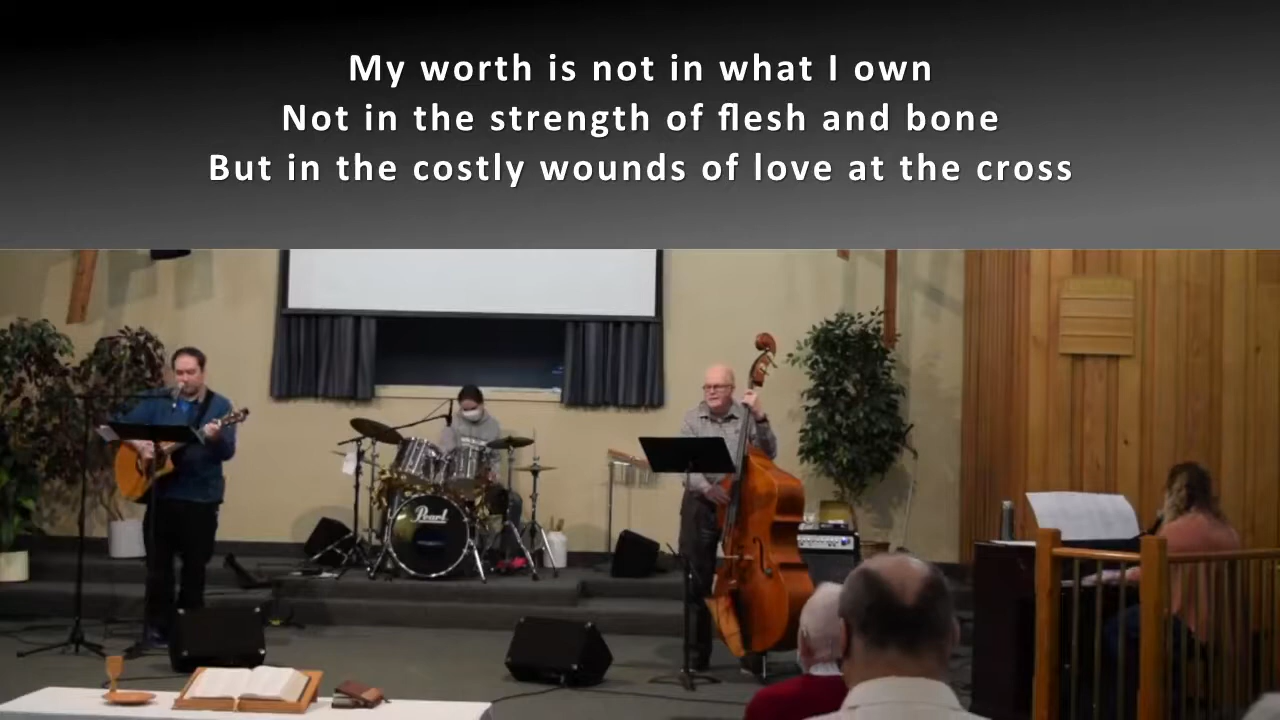 My worth is not in what I own
Not in the strength of flesh and bone
But in the costly wounds of love at the cross
Pearl